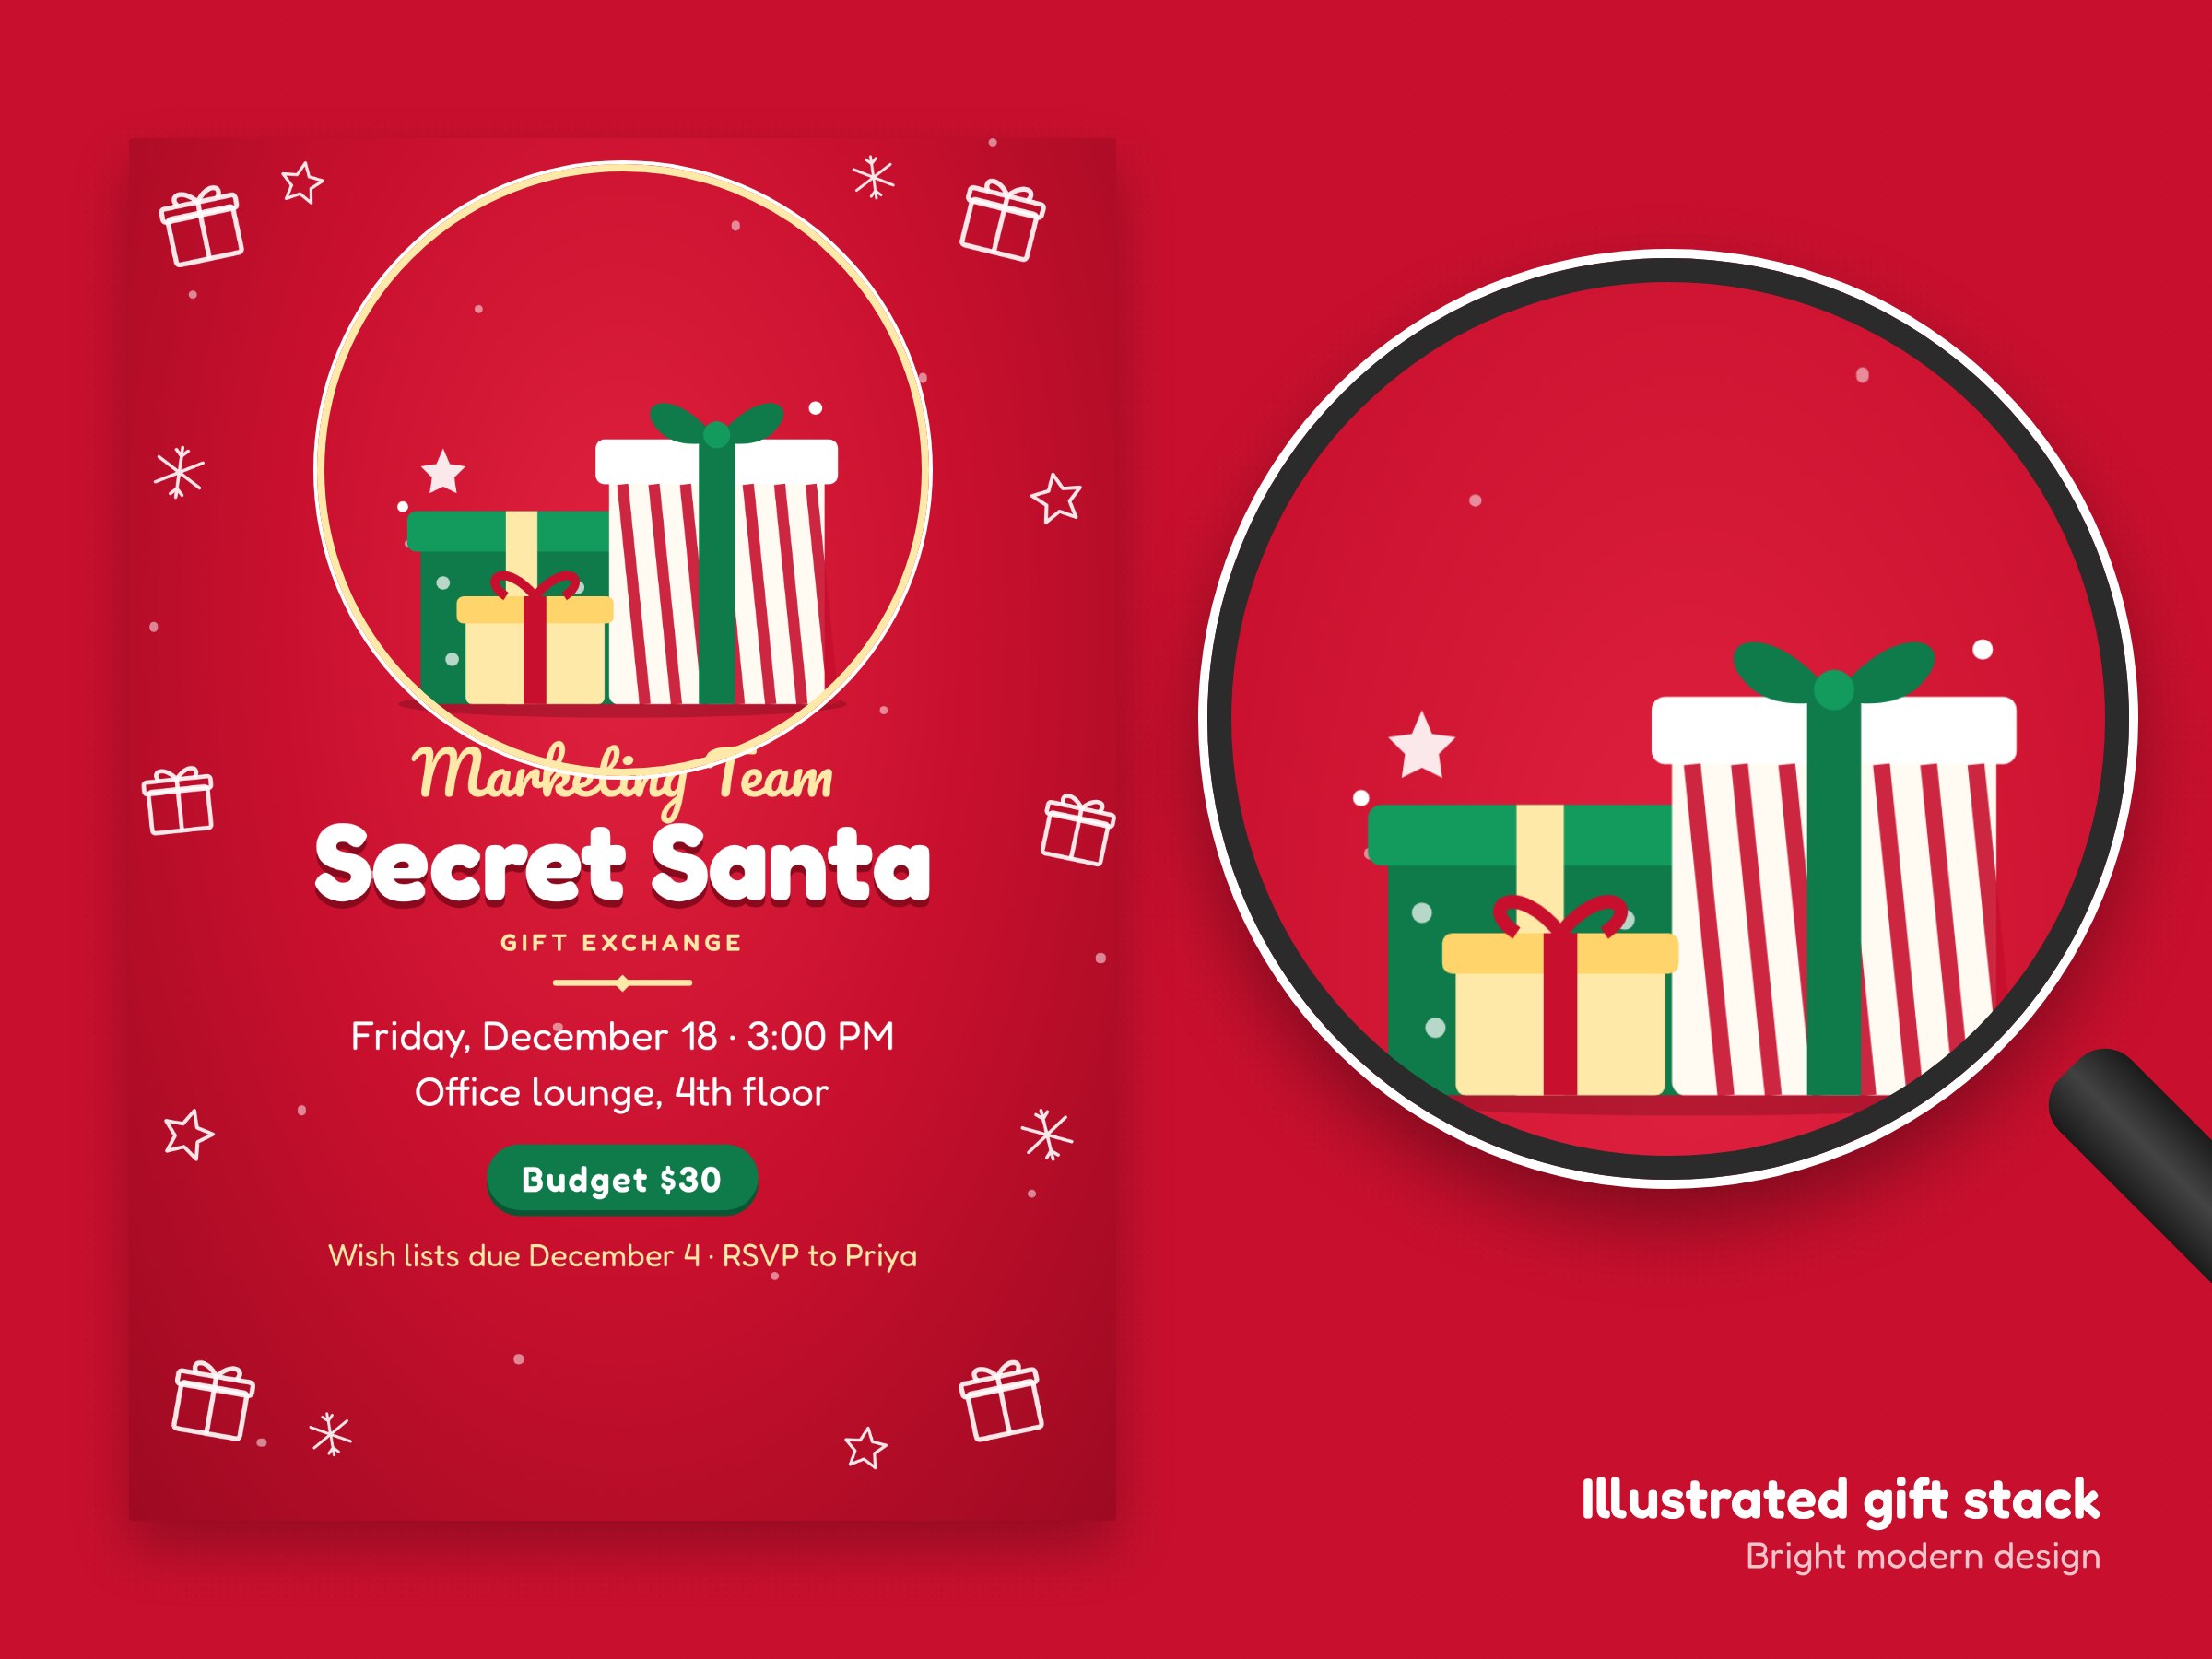 Marketing Team
Secret Santa
GIFT EXCHANGE
Friday, December 18 · 3:00 PM
Office lounge, 4th floor
Budget $30
Wish lists due December 4 · RSVP to Priya
Illustrated gift stack
Bright modern design